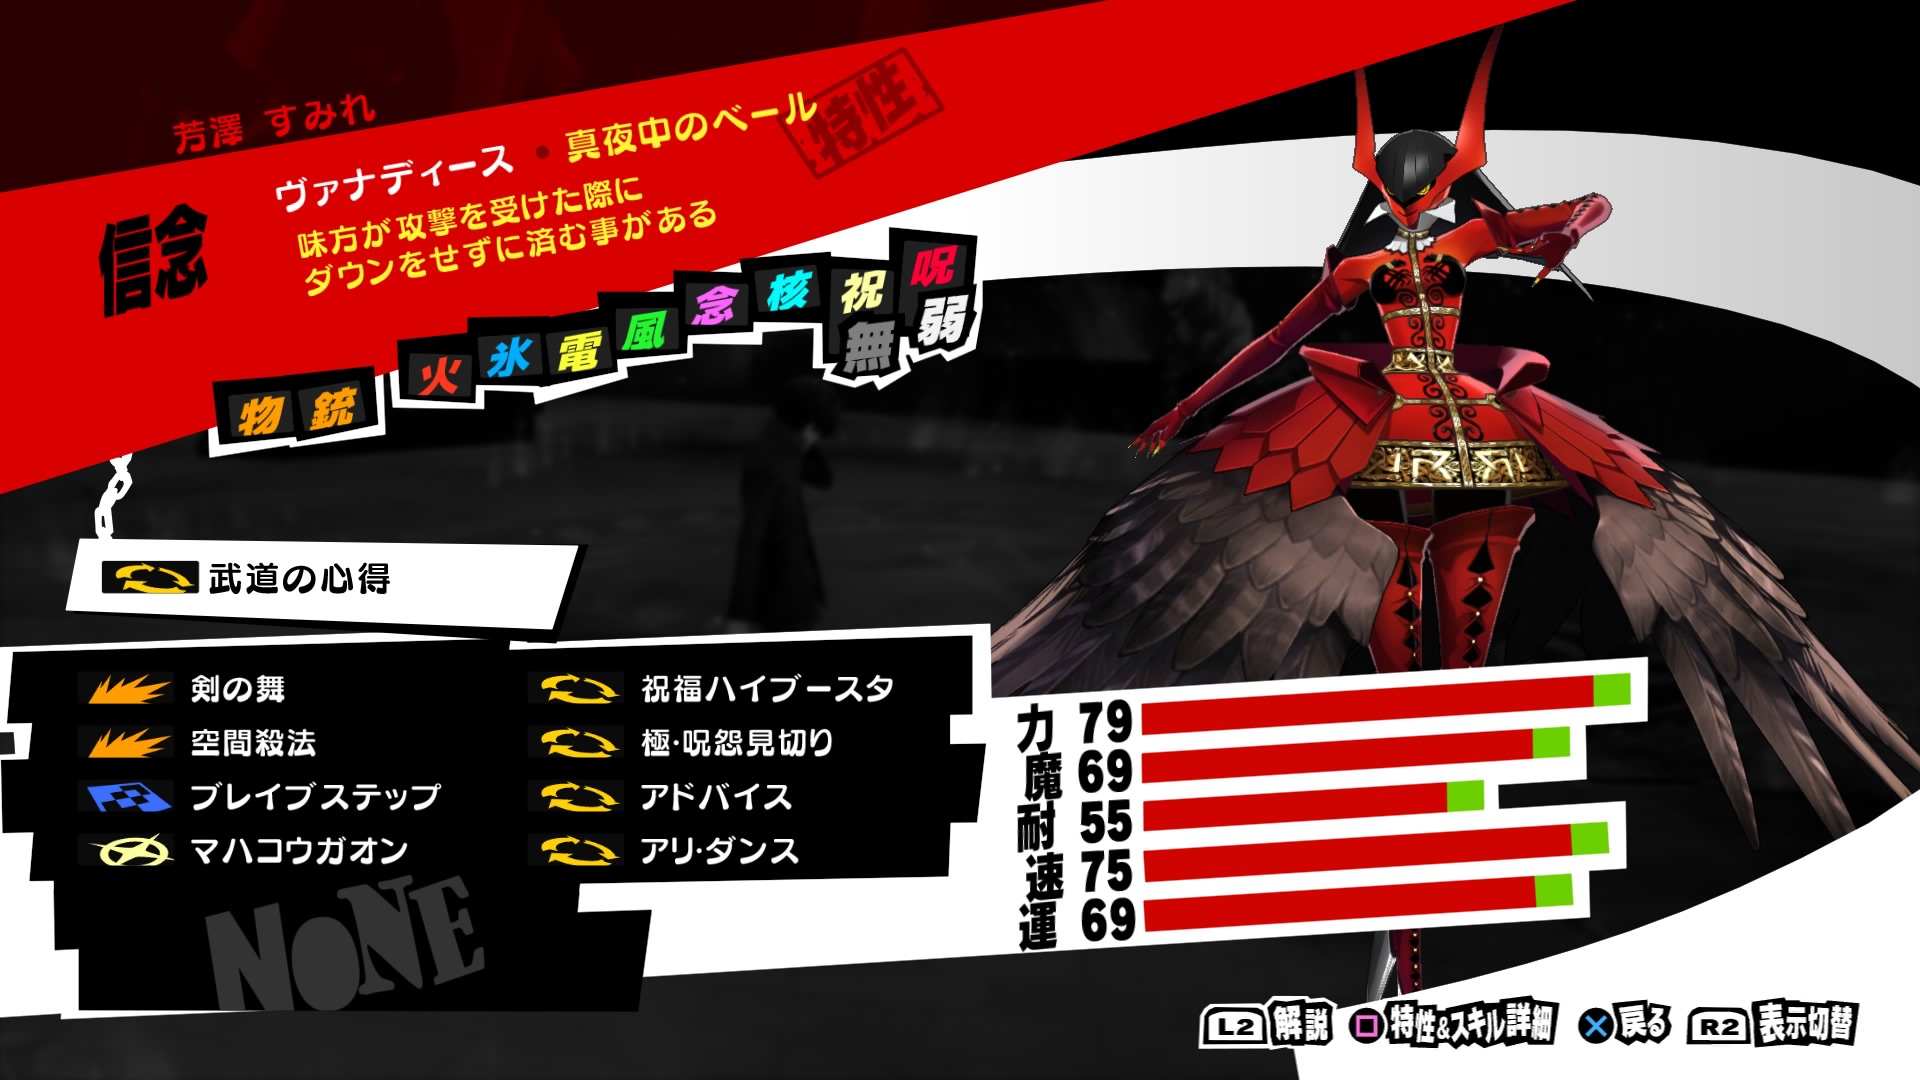 芳澤 すみれ
信念
ヴァナディース・真夜中のベール
特性
味方が攻撃を受けた際に
ダウンをせずに済む事がある
物 銃 火 氷 電 風 念 核 祝 呪
無 弱
武道の心得
剣の舞
空間殺法
ブレイブステップ
マハコウガオン
NONE
祝福ハイブースタ
極・呪怨見切り
アドバイス
アリ・ダンス
力 79
魔 69
耐 55
速 75
運 69
L2 解説 特性&スキル詳細 戻る R2 表示切替